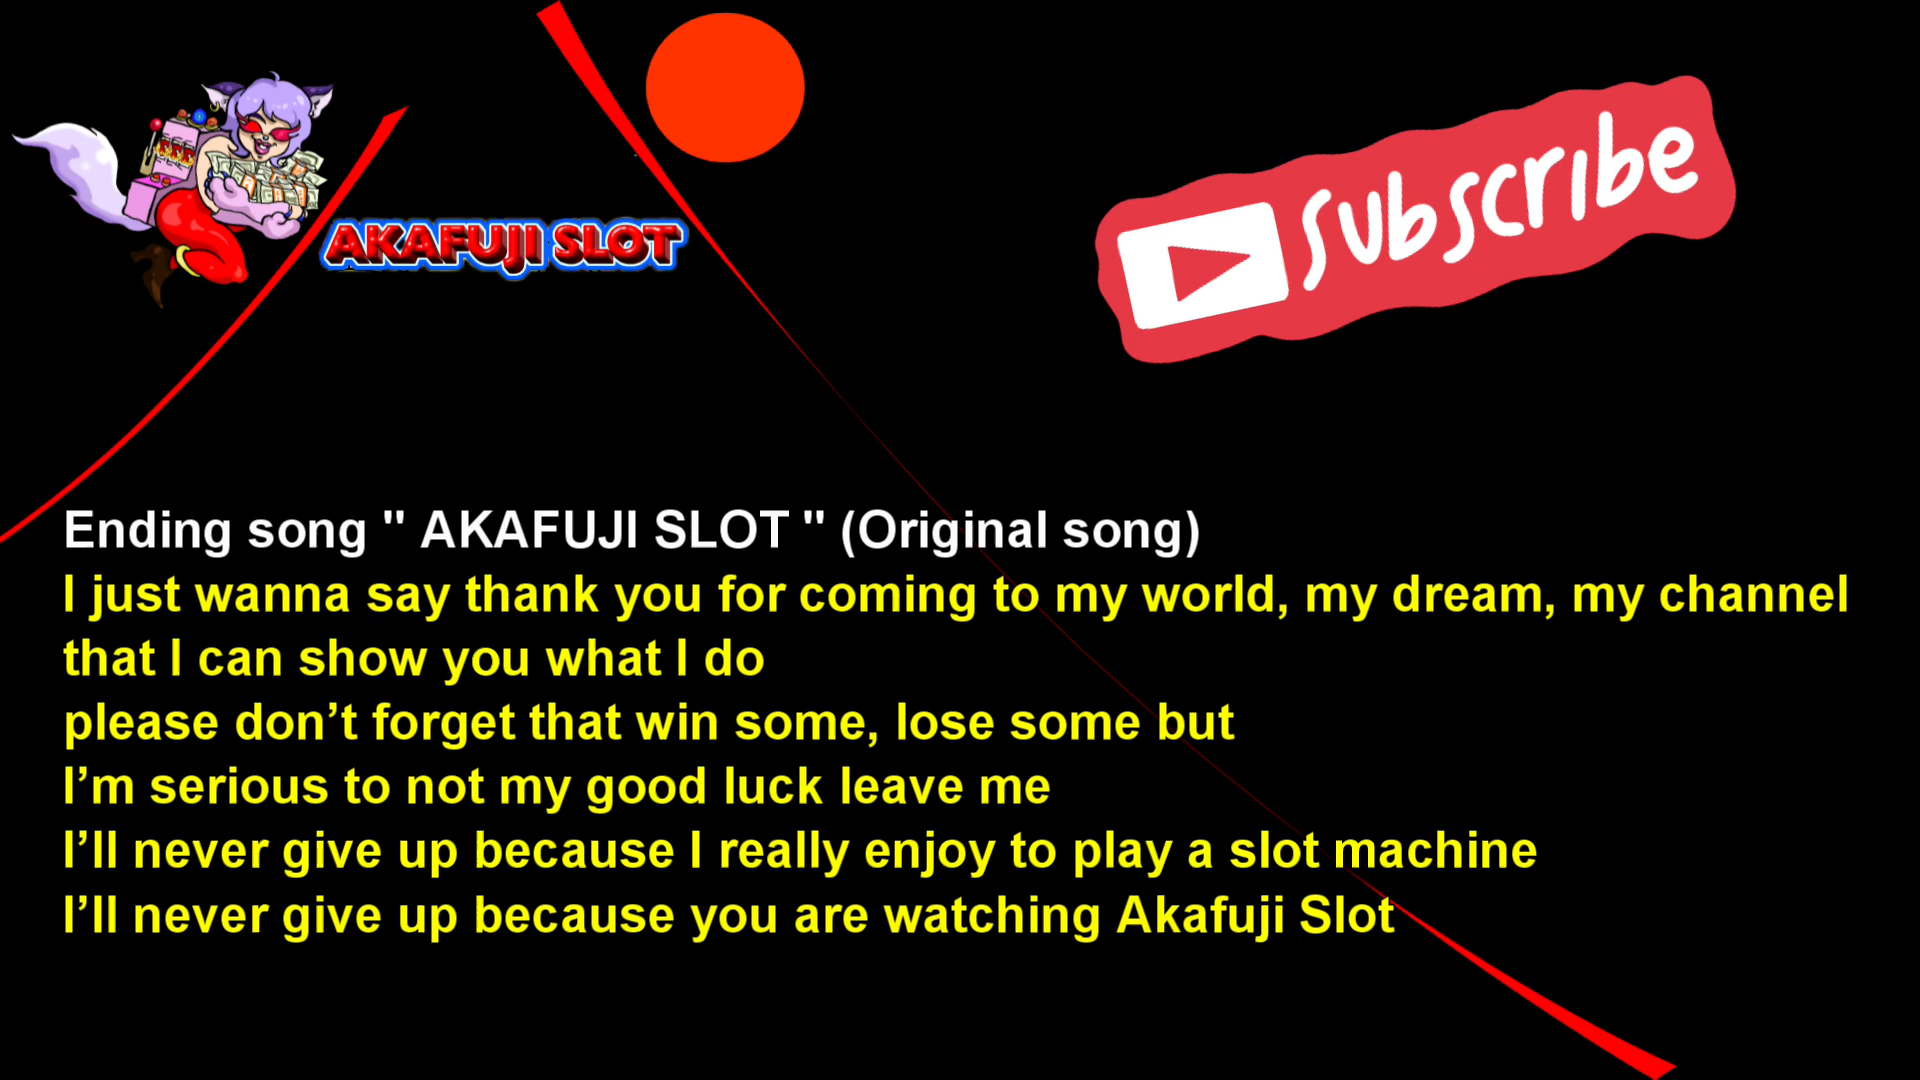 AKAFUJI SLOT
Subscribe
Ending song " AKAFUJI SLOT " (Original song)
I just wanna say thank you for coming to my world, my dream, my channel
that I can show you what I do
please don’t forget that win some, lose some but
I’m serious to not my good luck leave me
I’ll never give up because I really enjoy to play a slot machine
I’ll never give up because you are watching Akafuji Slot